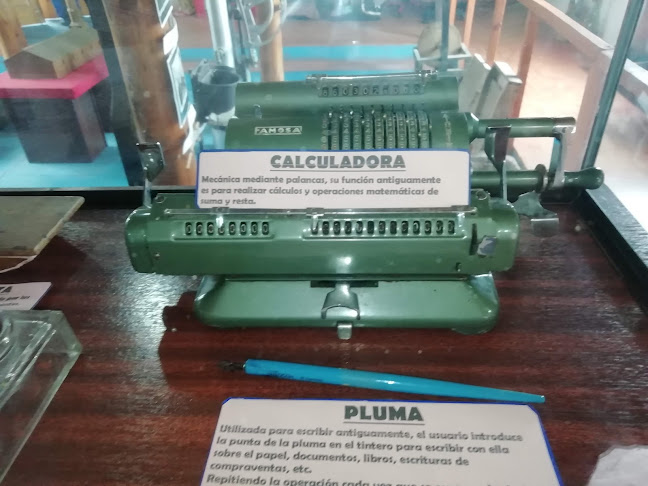 FAMOSA
CALCULADORA
Mecánica mediante palancas, su función antiguamente
es para realizar cálculos y operaciones matemáticas de
suma y resta.
PLUMA
Utilizada para escribir antiguamente, el usuario introduce
la punta de la pluma en el tintero para escribir con ella
sobre el papel, documentos, libros, escrituras de
compraventas, etc.
Repitiendo la operación cada vez que